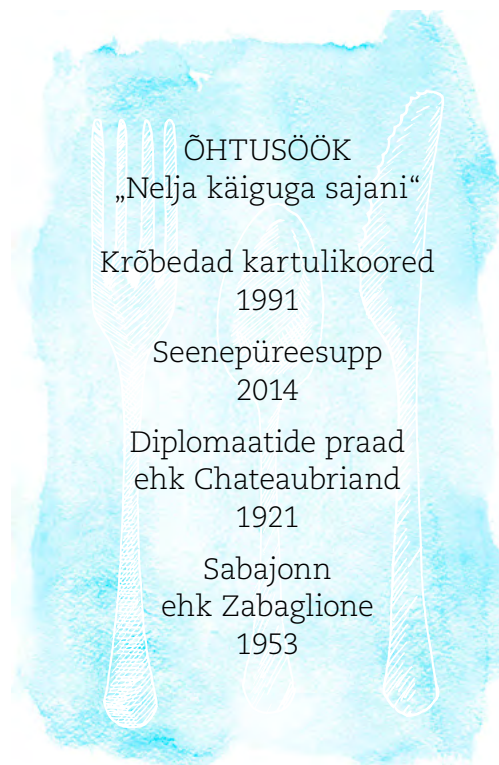 ÕHTUSÖÖK
„Nelja käiguga sajani“
Krõbedad kartulikoored
1991
Seenepüreesupp
2014
Diplomaatide praad
ehk Chateaubriand
1921
Sabajonn
ehk Zabaglione
1953